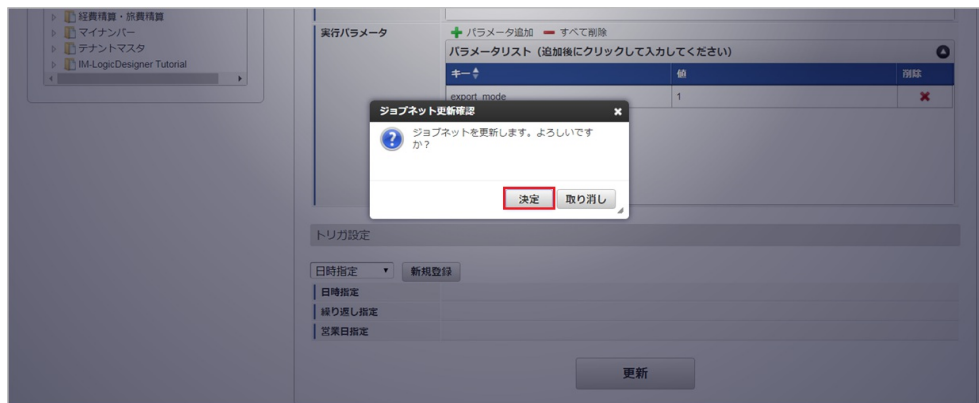 経費精算・旅費精算
マイナンバー
テナントマスタ
IM-LogicDesigner Tutorial
実行パラメータ
パラメータ追加 すべて削除
パラメータリスト（追加後にクリックして入力してください）
キー 値 削除
export_mode 1
ジョブネット更新確認
ジョブネットを更新します。よろしいです
か？
決定 取り消し
トリガ設定
日時指定 新規登録
日時指定
繰り返し指定
営業日指定
更新